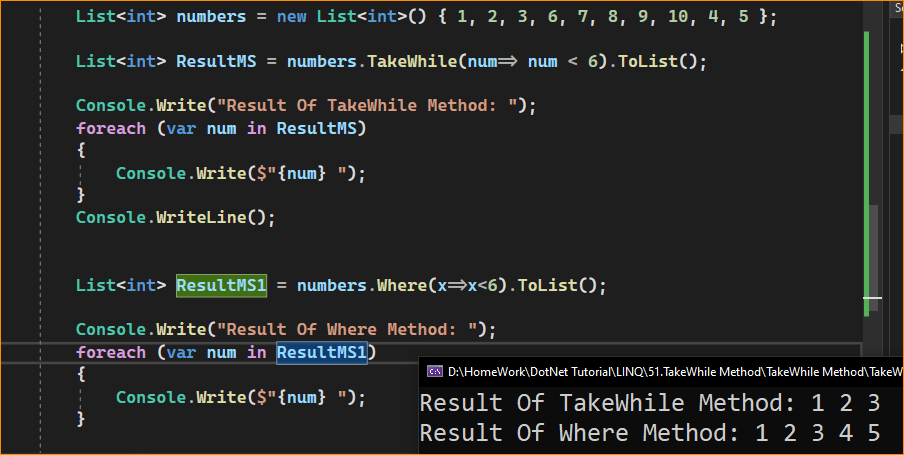 List<int> numbers = new List<int>() { 1, 2, 3, 6, 7, 8, 9, 10, 4, 5 };
List<int> ResultMS = numbers.TakeWhile(num=> num < 6).ToList();
Console.Write("Result Of TakeWhile Method: ");
foreach (var num in ResultMS)
{
Console.Write($"{num} ");
}
Console.WriteLine();
List<int> ResultMS1 = numbers.Where(x=>x<6).ToList();
Console.Write("Result Of Where Method: ");
foreach (var num in ResultMS1)
{
Console.Write($"{num} ");
}
D:\HomeWork\DotNet Tutorial\LINQ\51.TakeWhile Method\TakeWhile Method\TakeW
Result Of TakeWhile Method: 1 2 3
Result Of Where Method: 1 2 3 4 5